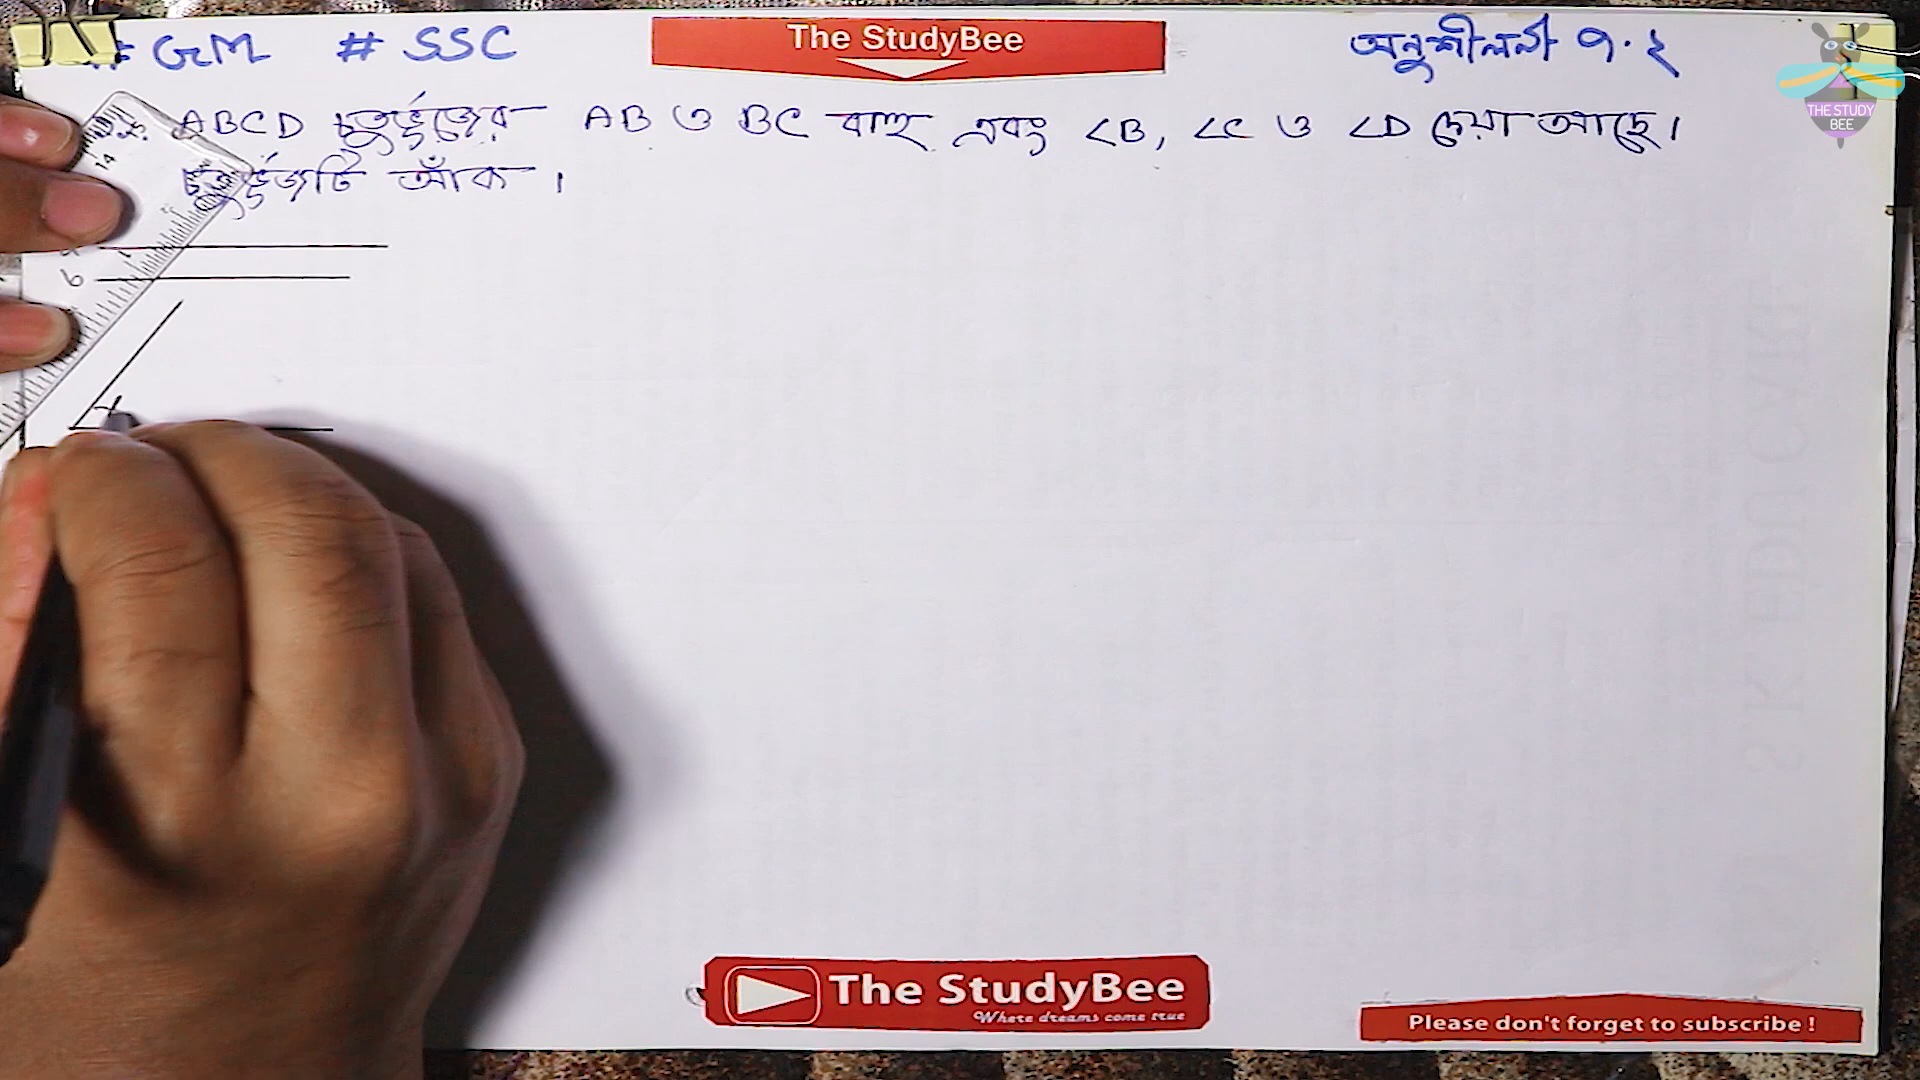 # GM # SSC
The StudyBee
অনুশীলনী ৭.২
THE STUDY
BEE
ABCD চতুর্ভুজের AB ও BC বাহু এবং <B, <C ও <D দেয়া আছে।
চতুর্ভুজটি আঁক।
14
b
x
The StudyBee
Where dreams come true
Please don't forget to subscribe !